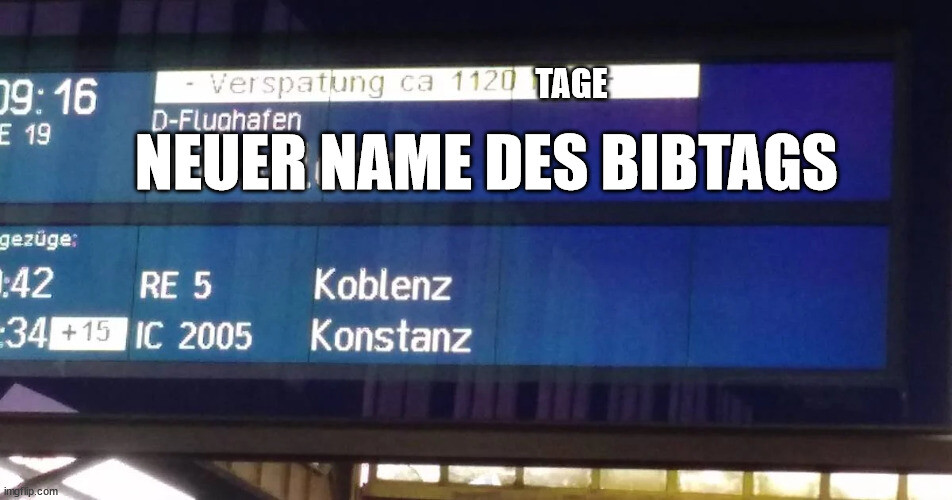 09:16
- Verspatung ca 1120 TAGE
E 19
D-Flughafen
NEUER NAME DES BIBTAGS
gezüge:
:42 RE 5 Koblenz
:34 +15 IC 2005 Konstanz
imgflip.com